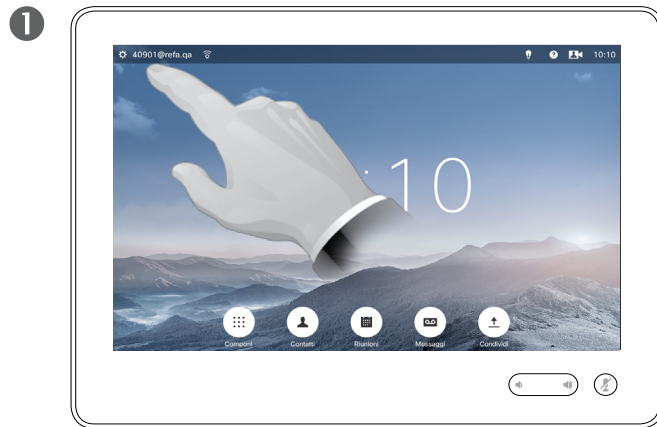 1
40901@refa.qa 10:10
:10
Componi Contatti Riunioni Messaggi Condividi